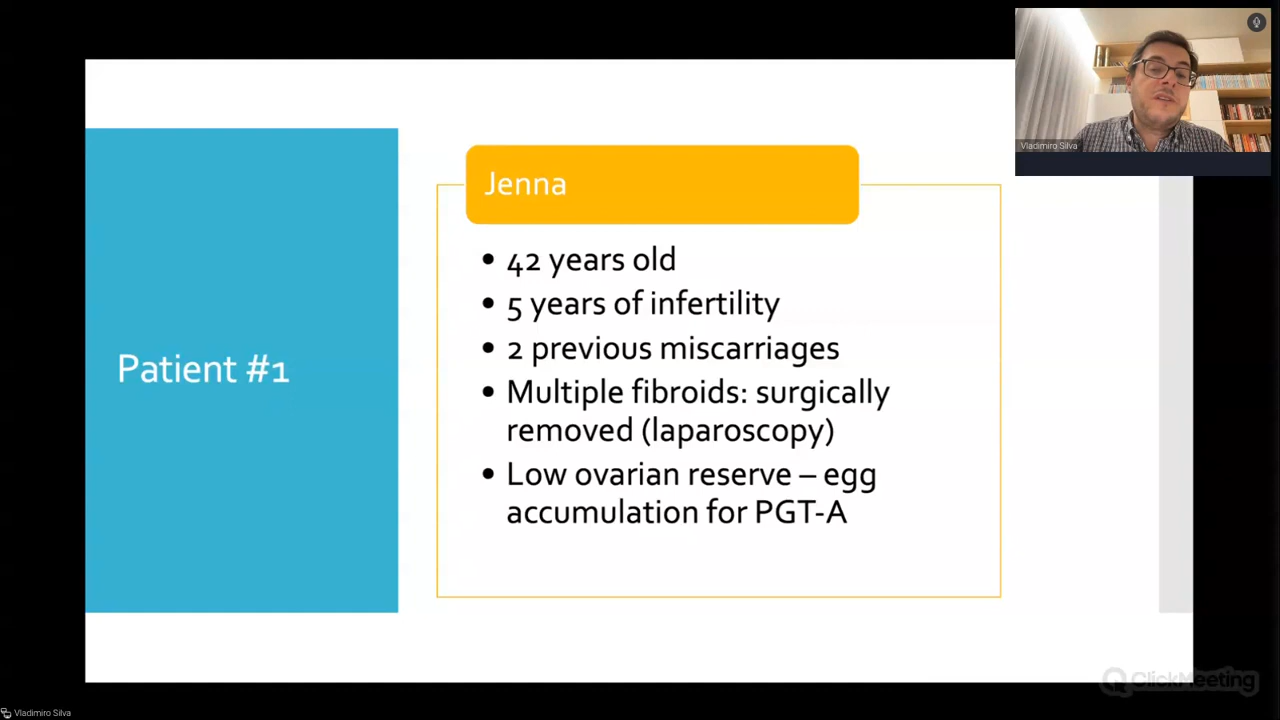 Vladimiro Silva
Jenna
• 42 years old
• 5 years of infertility
• 2 previous miscarriages
• Multiple fibroids: surgically
removed (laparoscopy)
• Low ovarian reserve – egg
accumulation for PGT-A
Patient #1
ClickMeeting
Vladimiro Silva